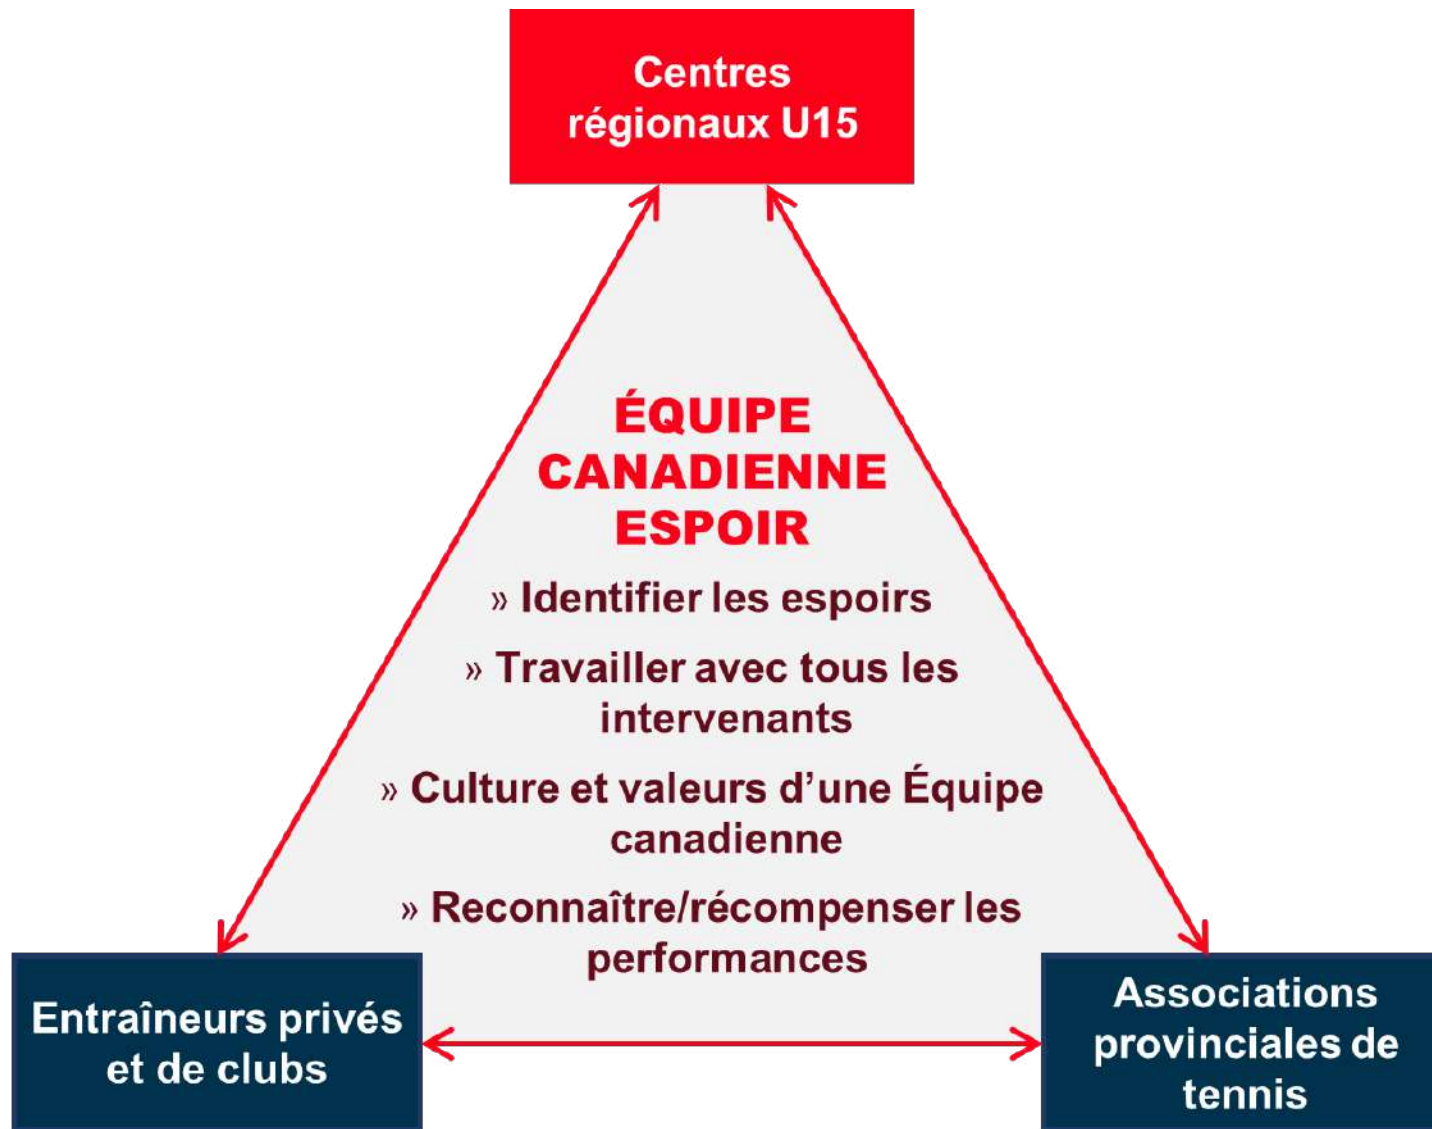 Centres
régionaux U15
ÉQUIPE
CANADIENNE
ESPOIR
» Identifier les espoirs
» Travailler avec tous les
intervenants
» Culture et valeurs d’une Équipe
canadienne
» Reconnaître/récompenser les
performances
Entraîneurs privés
et de clubs
Associations
provinciales de
tennis